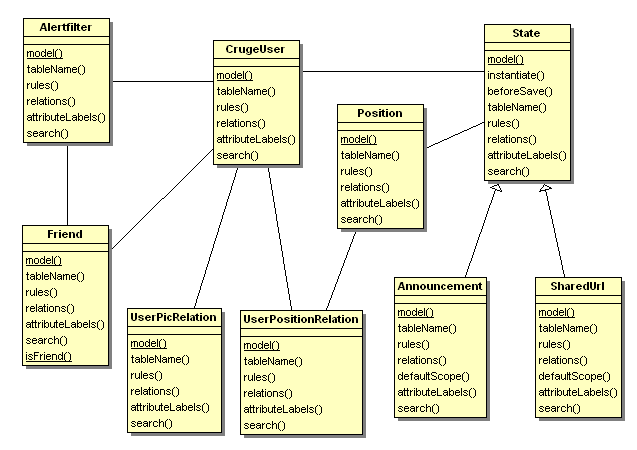 Alertfilter
model()
tableName()
rules()
relations()
attributeLabels()
search()
CrugeUser
model()
tableName()
rules()
relations()
attributeLabels()
search()
State
model()
instantiate()
beforeSave()
tableName()
rules()
relations()
attributeLabels()
search()
Position
model()
tableName()
rules()
relations()
attributeLabels()
search()
Friend
model()
tableName()
rules()
relations()
attributeLabels()
search()
isFriend()
UserPicRelation
model()
tableName()
rules()
relations()
attributeLabels()
search()
UserPositionRelation
model()
tableName()
rules()
relations()
attributeLabels()
search()
Announcement
model()
tableName()
rules()
relations()
defaultScope()
attributeLabels()
search()
SharedUrl
model()
tableName()
rules()
relations()
defaultScope()
attributeLabels()
search()